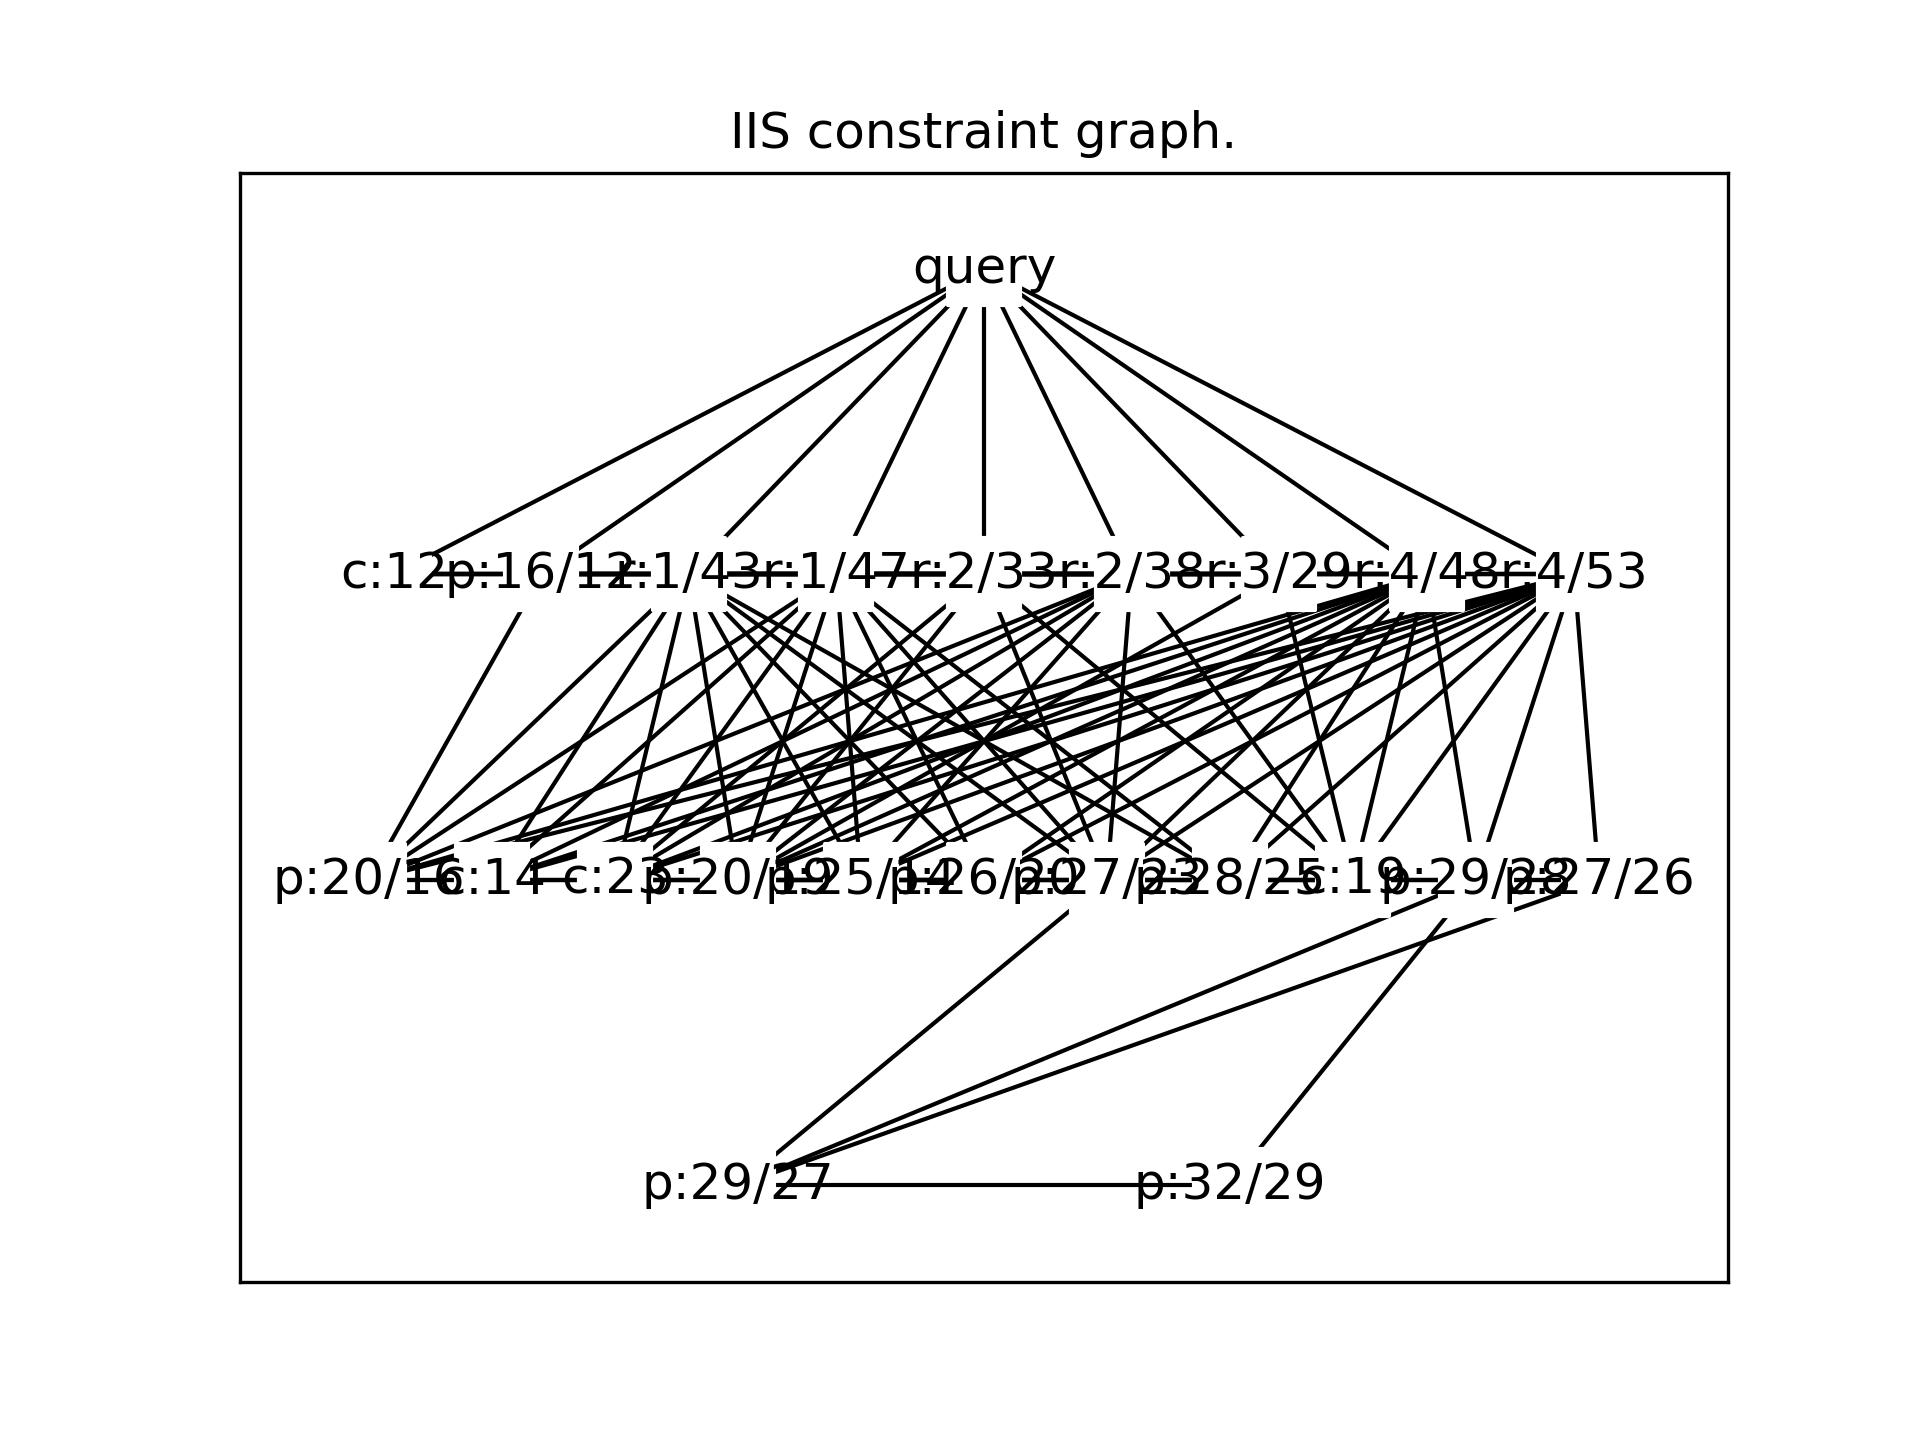 IIS constraint graph.
query
c:12 p:16/12 r:1/43 r:1/47 r:2/33 r:2/38 r:3/29 r:4/48 r:4/53
p:20/16 c:14 c:23 p:20/19 p:25/14 p:26/20 p:27/23 p:28/25 c:19 p:29/28 p:27/26
p:29/27 p:32/29